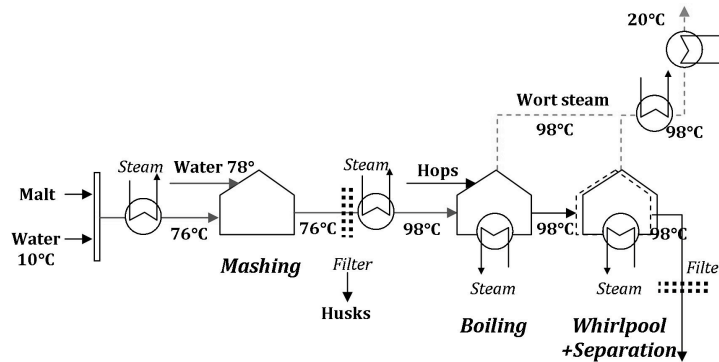 20°C
Wort steam
98°C
98°C
Steam
Water 78°
Steam
Hops
Malt
Water
10°C
76°C
76°C
98°C
98°C
98°C
Mashing
Filter
Husks
Steam
Steam
Filte
Boiling
Whirlpool
+Separation